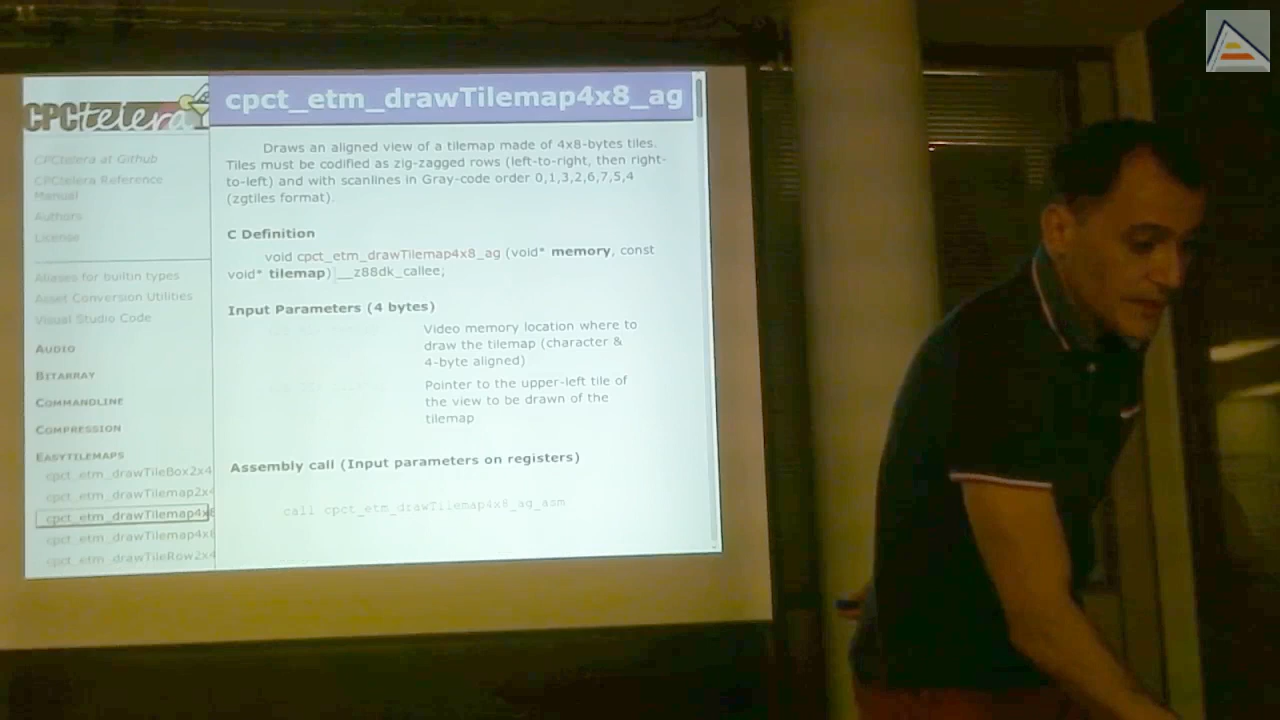 CPCtelera
CPCtelera at Github
CPCtelera Reference
Manual
Authors
License
Aliases for builtin types
Asset Conversion Utilities
Visual Studio Code
AUDIO
BITARRAY
COMMANDLINE
COMPRESSION
EASYTILEMAPS
cpct_etm_drawTileBox2x4
cpct_etm_drawTilemap2x4
cpct_etm_drawTilemap4x8
cpct_etm_drawTilemap4x8
cpct_etm_drawTileRow2x4
cpct_etm_drawTilemap4x8_ag
Draws an aligned view of a tilemap made of 4x8-bytes tiles.
Tiles must be codified as zig-zagged rows (left-to-right, then right-
to-left) and with scanlines in Gray-code order 0,1,3,2,6,7,5,4
(zgtiles format).
C Definition
void cpct_etm_drawTilemap4x8_ag (void* memory, const
void* tilemap) __z88dk_callee;
Input Parameters (4 bytes)
Video memory location where to
draw the tilemap (character &
4-byte aligned)
Pointer to the upper-left tile of
the view to be drawn of the
tilemap
Assembly call (Input parameters on registers)
call cpct_etm_drawTilemap4x8_ag_asm